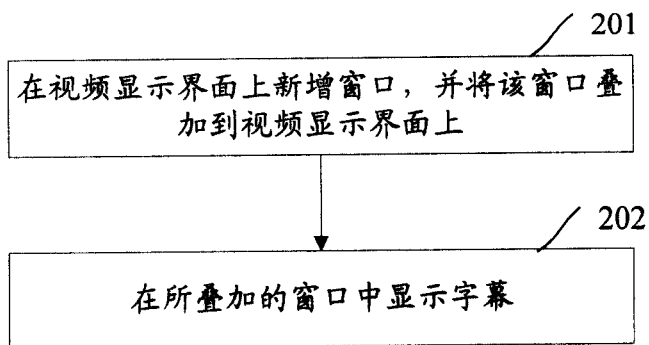 201
在视频显示界面上新增窗口，并将该窗口叠
加到视频显示界面上
202
在所叠加的窗口中显示字幕